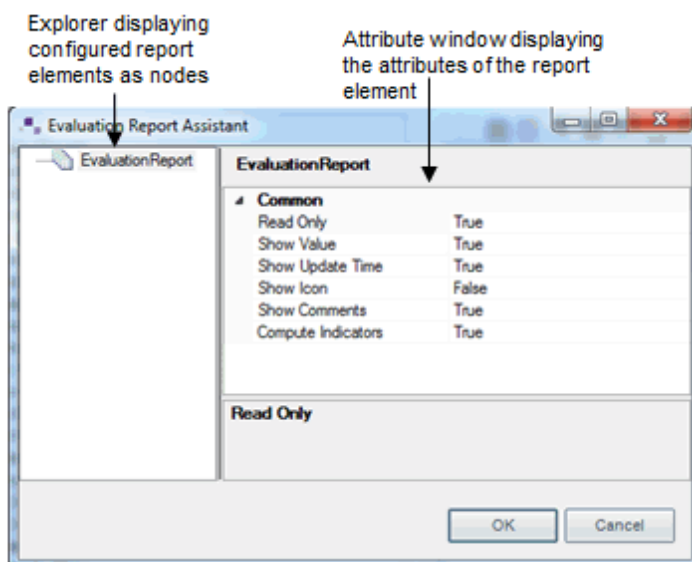 Explorer displaying
configured report
elements as nodes
Attribute window displaying
the attributes of the report
element
Evaluation Report Assistant
EvaluationReport
EvaluationReport
Common
Read Only True
Show Value True
Show Update Time True
Show Icon False
Show Comments True
Compute Indicators True
Read Only
OK Cancel